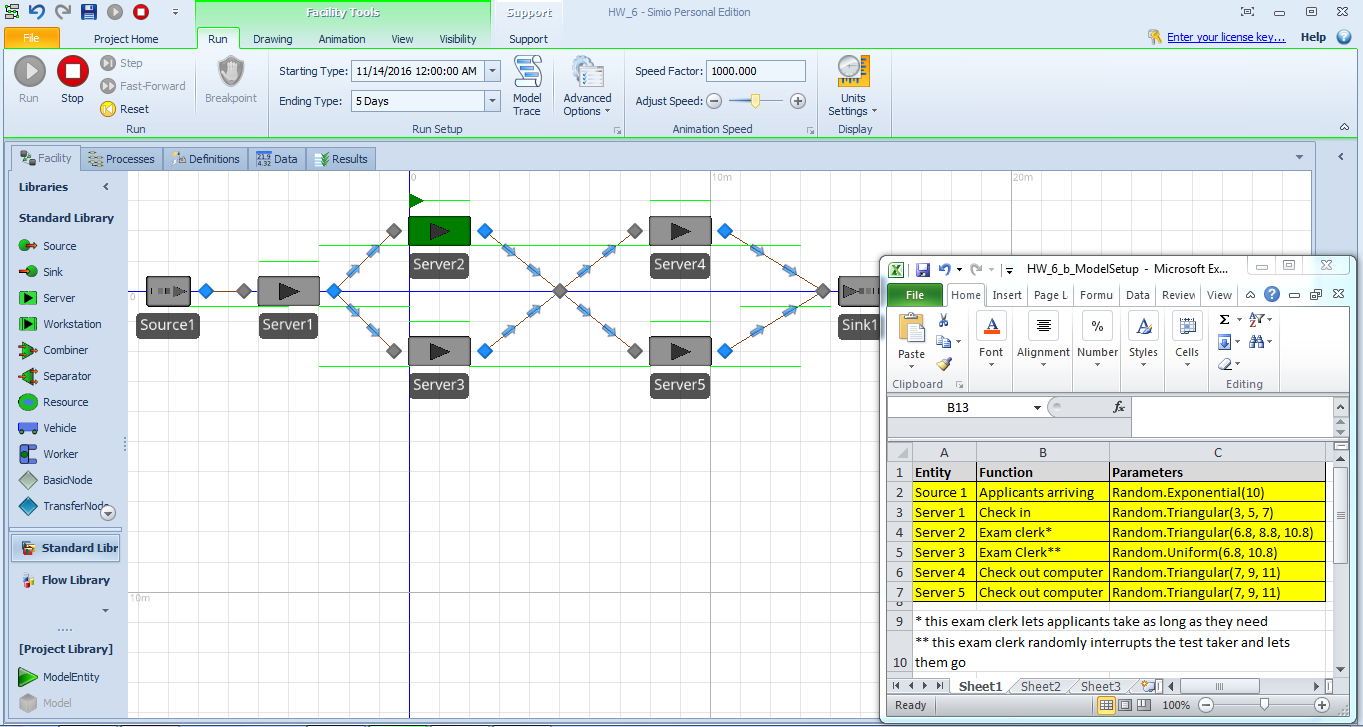 Facility Tools
Support
HW_6 - Simio Personal Edition
File
Project Home
Run
Drawing
Animation
View
Visibility
Support
Enter your license key...
Help
Run
Stop
Step
Fast-Forward
Reset
Run
Breakpoint
Starting Type: 11/14/2016 12:00:00 AM
Ending Type: 5 Days
Run Setup
Model Trace
Advanced Options
Speed Factor: 1000.000
Adjust Speed:
Animation Speed
Units Settings
Display
Facility
Processes
Definitions
21.9
4.32
Data
Results
Libraries
Standard Library
Source
Sink
Server
Workstation
Combiner
Separator
Resource
Vehicle
Worker
BasicNode
TransferNode
Standard Libr
Flow Library
[Project Library]
ModelEntity
Model
0
10m
20m
0
10m
Source1
Server1
Server2
Server3
Server4
Server5
Sink1
HW_6_b_ModelSetup - Microsoft Ex...
File
Home
Insert
Page L
Formu
Data
Review
View
Paste
Clipboard
Font
Alignment
Number
Styles
Cells
Editing
B13
fx
A B C
1 Entity Function Parameters
2 Source 1 Applicants arriving Random.Exponential(10)
3 Server 1 Check in Random.Triangular(3, 5, 7)
4 Server 2 Exam clerk* Random.Triangular(6.8, 8.8, 10.8)
5 Server 3 Exam Clerk** Random.Uniform(6.8, 10.8)
6 Server 4 Check out computer Random.Triangular(7, 9, 11)
7 Server 5 Check out computer Random.Triangular(7, 9, 11)
8
9 * this exam clerk lets applicants take as long as they need
** this exam clerk randomly interrupts the test taker and lets
10 them go
Sheet1
Sheet2
Sheet3
Ready
100%